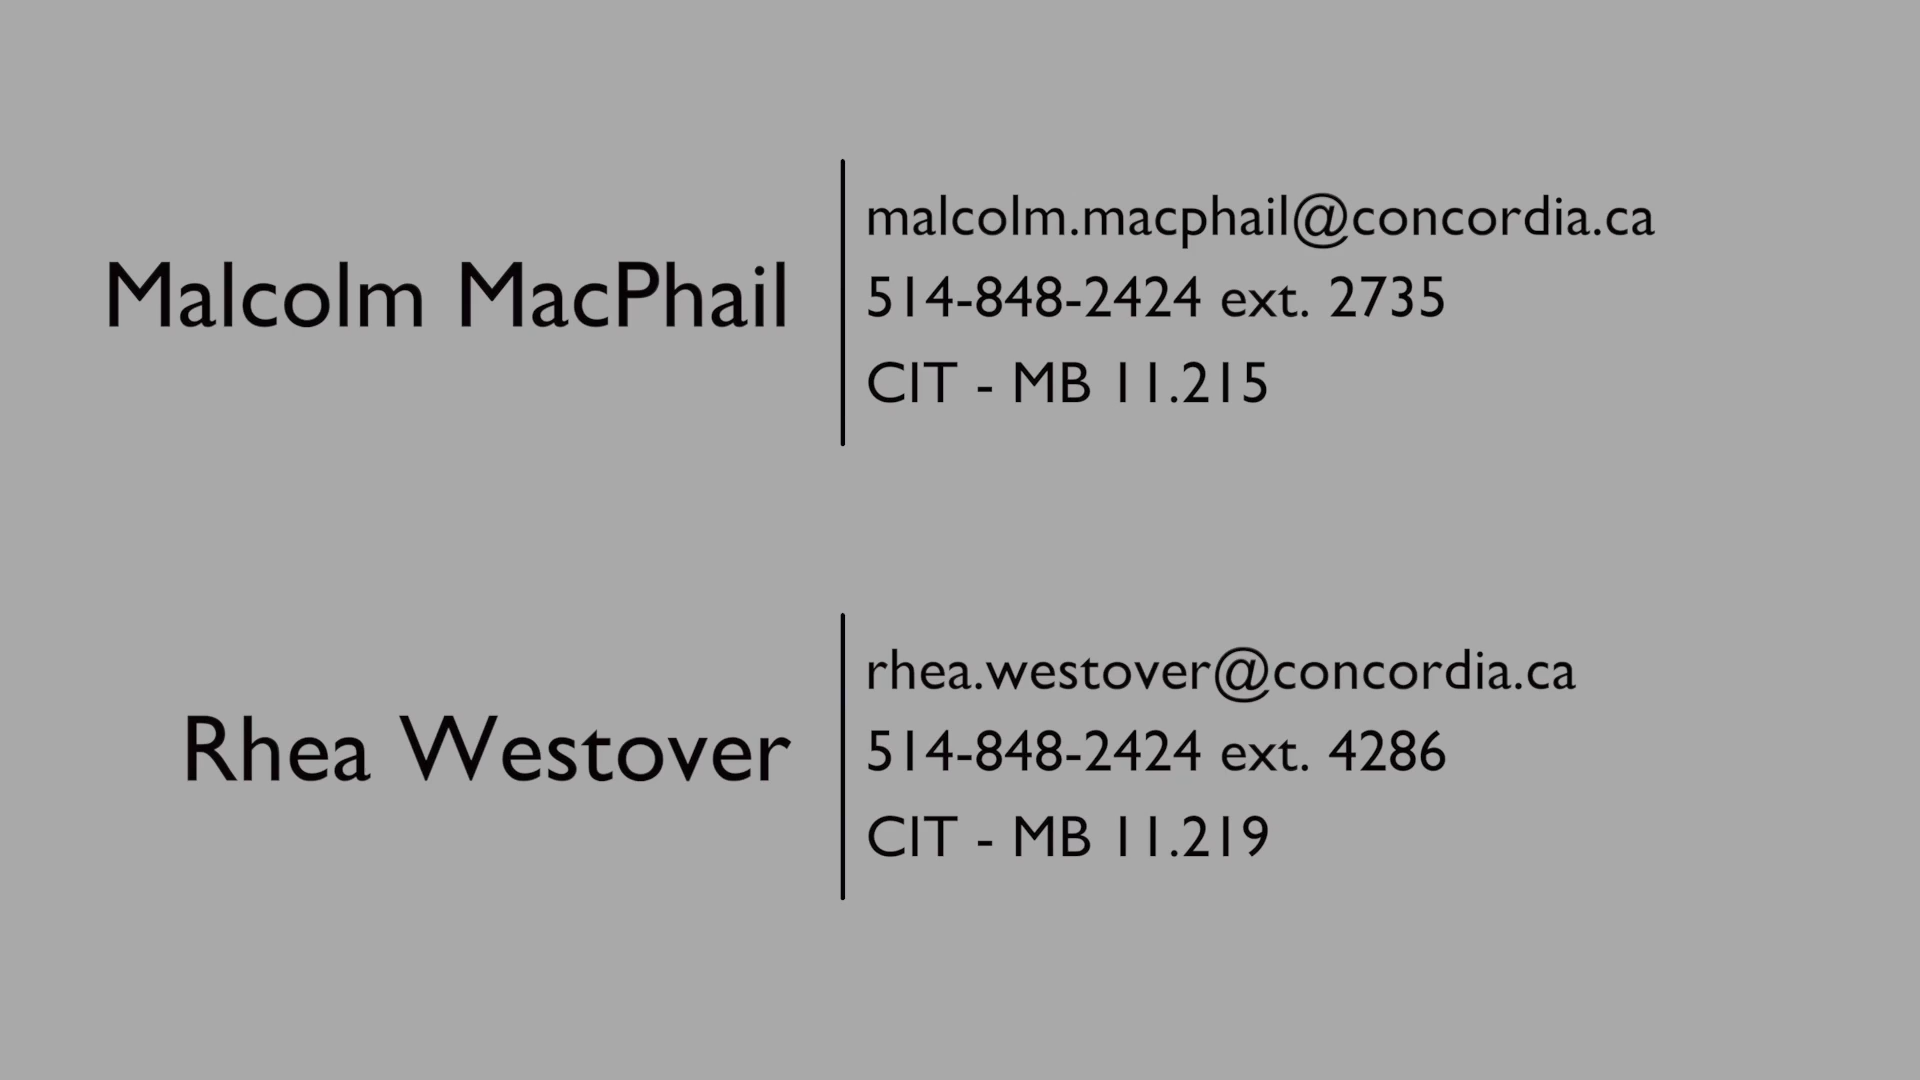 Malcolm MacPhail
malcolm.macphail@concordia.ca
514-848-2424 ext. 2735
CIT - MB 11.215
Rhea Westover
rhea.westover@concordia.ca
514-848-2424 ext. 4286
CIT - MB 11.219